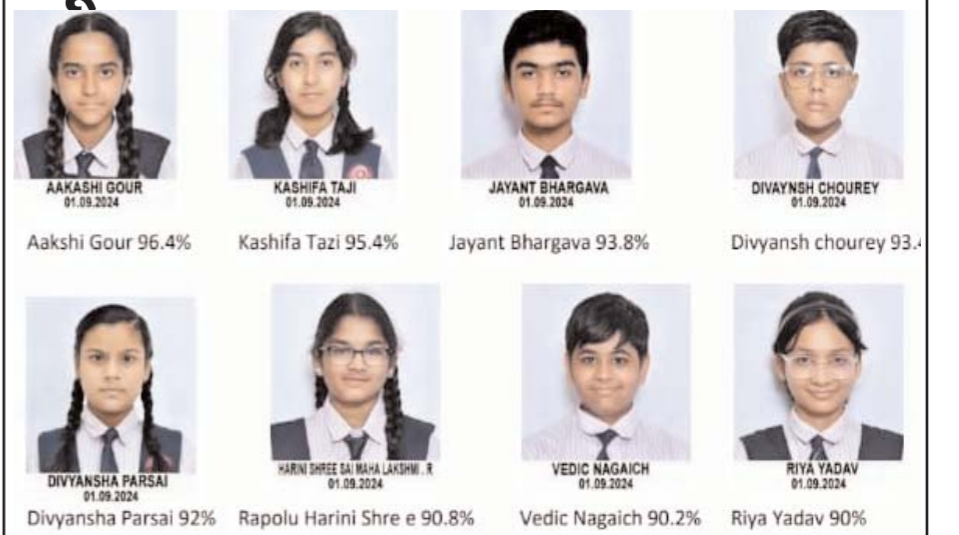 AAKASHI GOUR
01.09.2024
KASHIFA TAJI
01.09.2024
JAYANT BHARGAVA
01.09.2024
DIVAYNSH CHOUREY
01.09.2024
Aakshi Gour 96.4%
Kashifa Tazi 95.4%
Jayant Bhargava 93.8%
Divyansh chourey 93.
DIVYANSHA PARSAI
01.09.2024
HARINI SHREE SAI MAHA LAKSHMI . R
01.09.2024
VEDIC NAGAICH
01.09.2024
RIYA YADAV
01.09.2024
Divyansha Parsai 92%
Rapolu Harini Shre e 90.8%
Vedic Nagaich 90.2%
Riya Yadav 90%